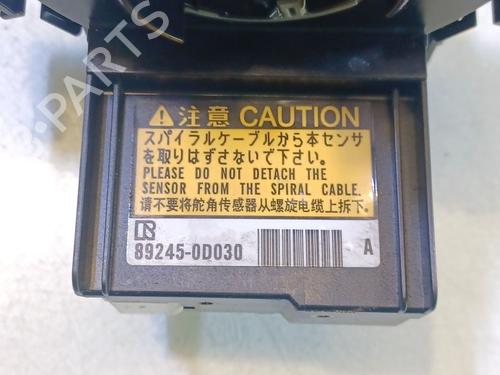 ⚠注意 CAUTION
スパイラルケーブルから本センサ
を取りはずさないで下さい。
PLEASE DO NOT DETACH THE
SENSOR FROM THE SPIRAL CABLE.
请不要将舵角传感器从螺旋电缆上拆下.
89245-0D030 A